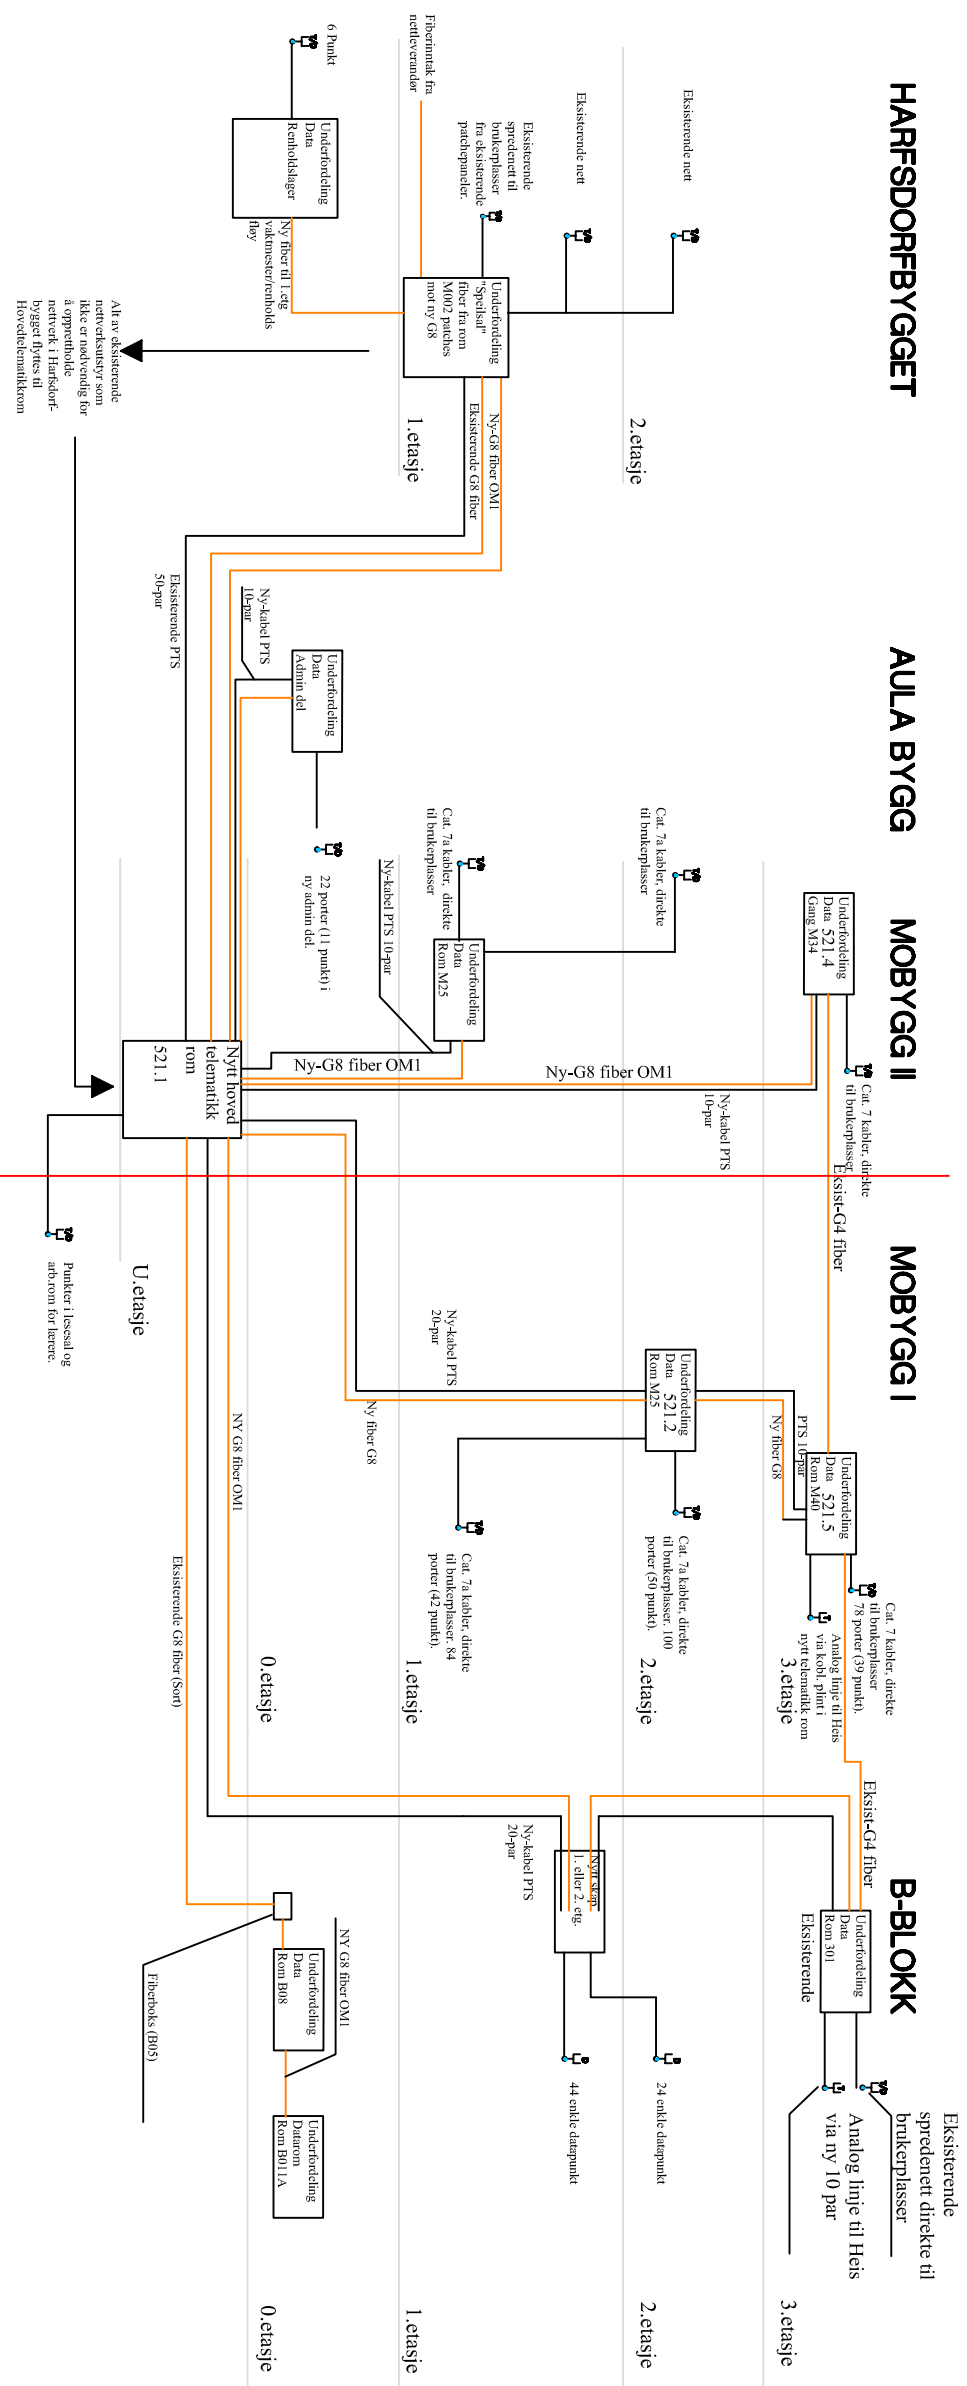 HARFSDORFBYGGET
AULA BYGG
MOBYGG II
MOBYGG I
B-BLOKK
6 Punkt
T/D
Underfordeling
Data
Renholdslager
Fiberinntak fra
nettleverandør
Ny fiber til 1.etg
vaktmester/renholds
fløy
Eksisterende
spredenett til
brukerplasser
fra eksisterende
patchepaneler.
T/D
Eksisterende nett
T/D
Eksisterende nett
T/D
Underfordeling
"Speilsal"
fiber fra rom
M002 patches
mot ny G8
Alt av eksisterende
nettverksutstyr som
ikke er nødvendig for
å opprettholde
nettverk i Harfsdorf-
bygget flyttes til
Hovedtelematikkrom
2.etasje
1.etasje
Ny-G8 fiber OM1
Eksisterende G8 fiber
Eksisterende PTS
50-par
Ny-kabel PTS
10-par
Underfordeling
Data
Admin del
T/D
22 porter (11 punkt) i
ny admin del.
Cat. 7a kabler, direkte
til brukerplasser
T/D
Cat. 7a kabler, direkte
til brukerplasser
T/D
Ny-kabel PTS 10-par
Underfordeling
Data
Rom M25
Underfordeling
Data 521.4
Gang M34
T/D
Cat. 7 kabler, direkte
til brukerplasser
Ny-G8 fiber OM1
Ny-G8 fiber OM1
Ny-kabel PTS
10-par
Nytt hoved
telematikk
rom
521.1
Eksist-G4 fiber
T/D
Punkter i lesesal og
arb.rom for lærere.
U.etasje
Ny-kabel PTS
20-par
Ny fiber G8
NY G8 fiber OM1
Eksisterende G8 fiber(Sort)
Underfordeling
Data 521.2
Rom M25
PTS 10-par
Ny fiber G8
Underfordeling
Data 521.5
Rom M40
T/D
Cat. 7a kabler, direkte
til brukerplasser. 100
porter (50 punkt).
T/D
Cat. 7a kabler, direkte
til brukerplasser. 84
porter (42 punkt).
T/D
Cat. 7 kabler, direkte
til brukerplasser
78 porter (39 punkt).
T
Analog linje til Heis
via kobl. plint i
nytt telematikk rom
3.etasje
2.etasje
1.etasje
0.etasje
Eksist-G4 fiber
Ny-kabel PTS
20-par
Nytt skap
1. eller 2. etg.
Underfordeling
Data
Rom 301
Eksisterende
NY G8 fiber OM1
Underfordeling
Data
Rom B08
Fiberboks (B05)
Underfordeling
Datarom
Rom B011A
D
24 enkle datapunkt
D
44 enkle datapunkt
T/D
T
Eksisterende
spredenett direkte til
brukerplasser
Analog linje til Heis
via ny 10 par
3.etasje
2.etasje
1.etasje
0.etasje